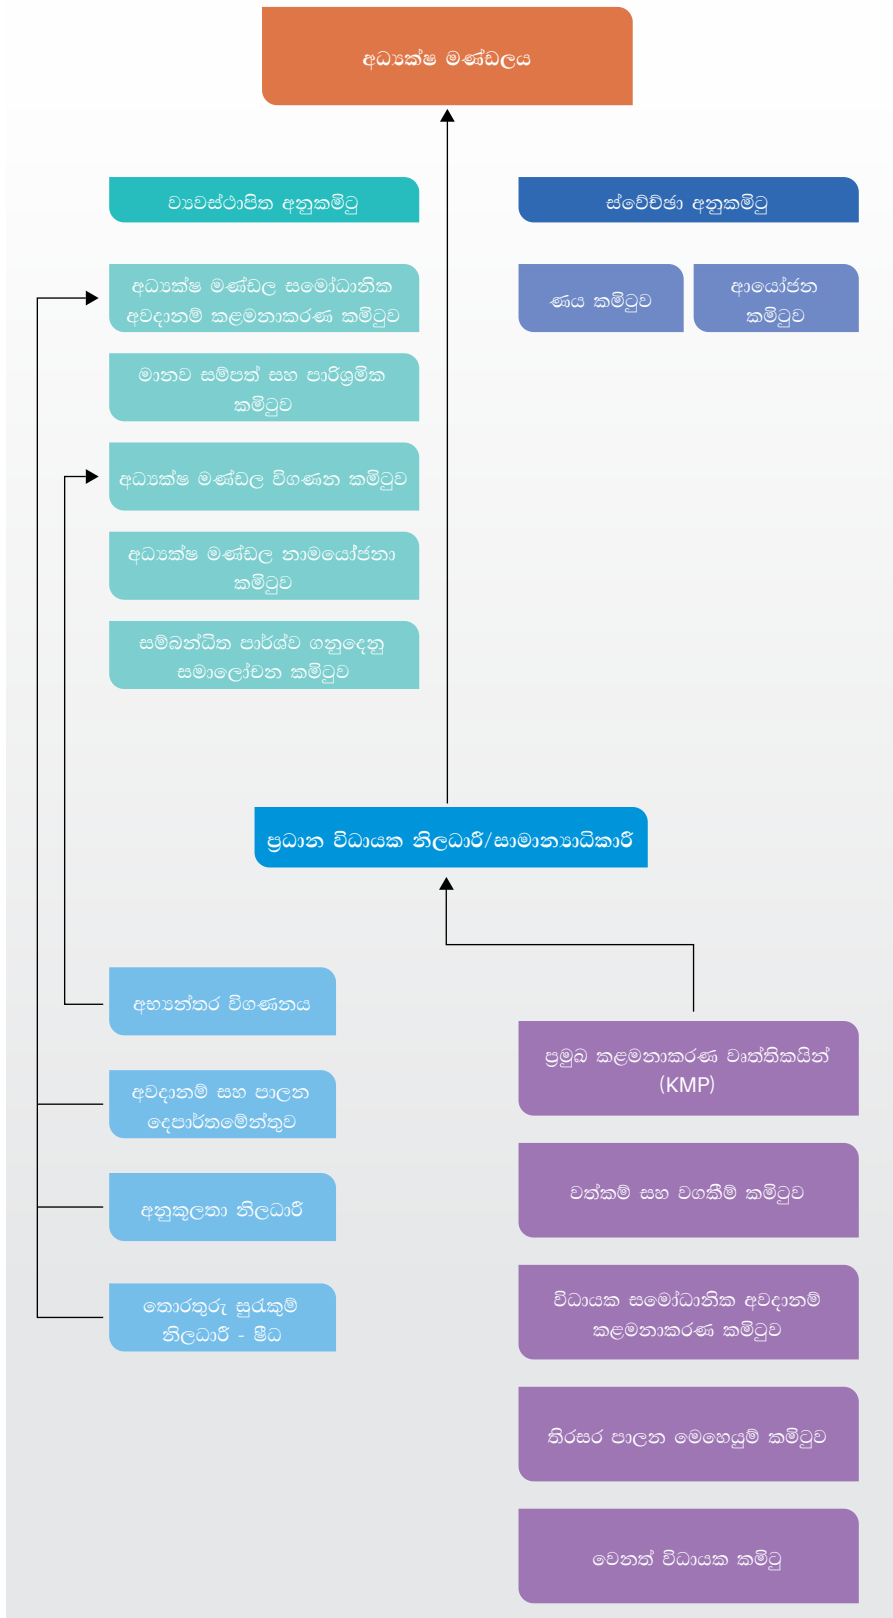 අධ්‍යක්ෂ මණ්ඩලය
ව්‍යවස්ථාපිත අනුකමිටු
ස්වේච්ඡා අනුකමිටු
අධ්‍යක්ෂ මණ්ඩල සමෝධානික
අවදානම් කළමනාකරණ කමිටුව
ණය කමිටුව
ආයෝජන
කමිටුව
මානව සම්පත් සහ පාරිශ්‍රමික
කමිටුව
අධ්‍යක්ෂ මණ්ඩල විගණන කමිටුව
අධ්‍යක්ෂ මණ්ඩල නාමයෝජනා
කමිටුව
සම්බන්ධිත පාර්ශ්ව ගනුදෙනු
සමාලෝචන කමිටුව
ප්‍රධාන විධායක නිලධාරී/සාමාන්‍යාධිකාරී
අභ්‍යන්තර විගණනය
අවදානම් සහ පාලන
දෙපාර්තමේන්තුව
අනුකූලතා නිලධාරී
තොරතුරු සුරැකුම්
නිලධාරී - ෂීධ
ප්‍රමුඛ කළමනාකරණ වෘත්තිකයින්
(KMP)
වත්කම් සහ වගකීම් කමිටුව
විධායක සමෝධානික අවදානම්
කළමනාකරණ කමිටුව
තිරසර පාලන මෙහෙයුම් කමිටුව
වෙනත් විධායක කමිටු